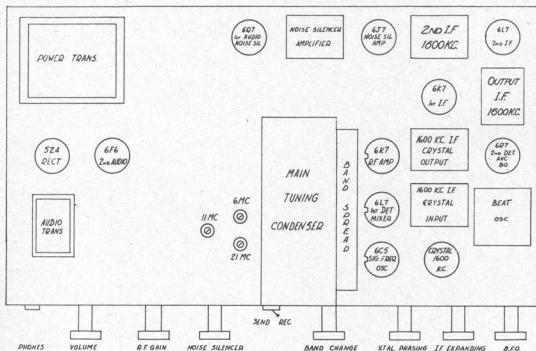 POWER TRANS.
6Q7
1ST AUDIO
NOISE SIL
NOISE SILENCER
AMPLIFIER
6J7
NOISE SIL
AMP
2ND I.F
1600 KC.
6L7
2ND I.F.
6K7
1ST I.F.
OUTPUT
I.F.
1600 KC.
5Z4
RECT
6F6
2ND AUDIO
MAIN
TUNING
CONDENSER
BAND SPREAD
6K7
R.F AMP
1600 KC. I.F
CRYSTAL
OUTPUT
6Q7
2ND DET.
AVC
BO
AUDIO
TRANS
11 MC
6 MC
21 MC
6L7
1ST DET
MIXER
1600 KC I.F
CRYSTAL
INPUT
BEAT
OSC
6C5
SIG. FREQ
OSC
CRYSTAL
1600
KC
SEND REC
PHONES VOLUME R.F. GAIN NOISE SILENCER BAND CHANGE XTAL PHASING I.F. EXPANDING B.F.O.